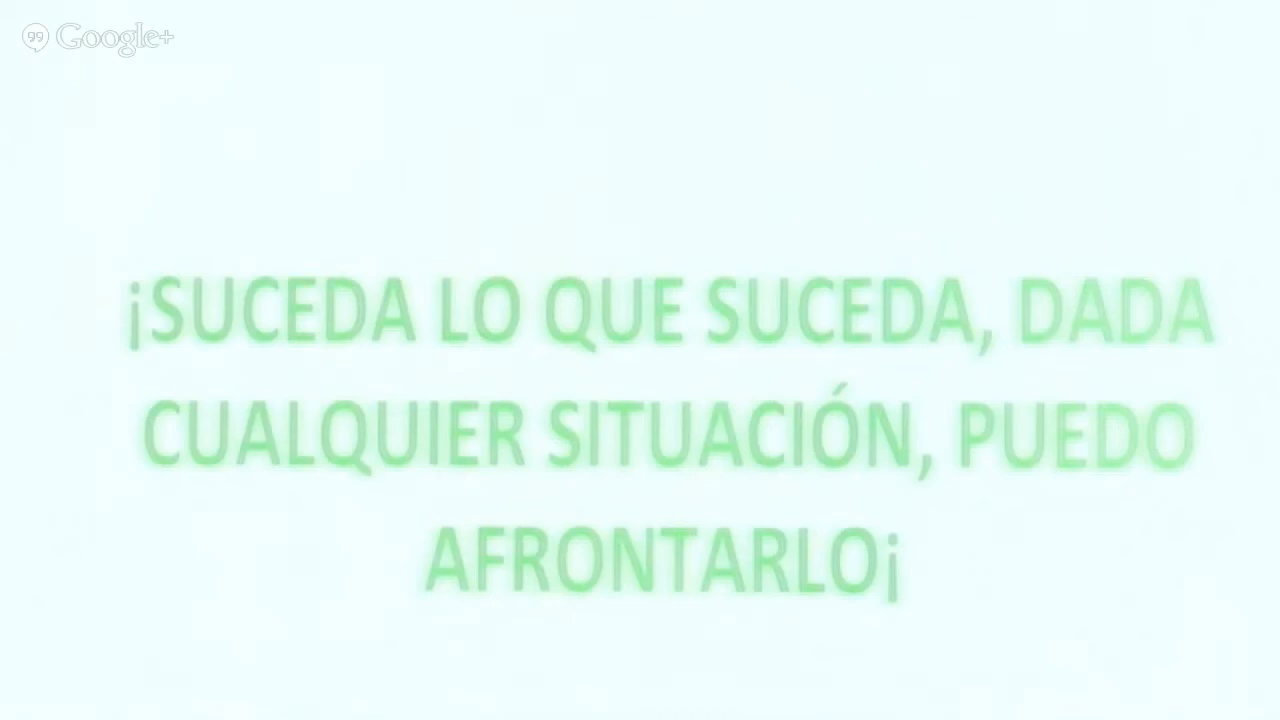 Google+
¡SUCEDA LO QUE SUCEDA, DADA
CUALQUIER SITUACIÓN, PUEDO
AFRONTARLO¡